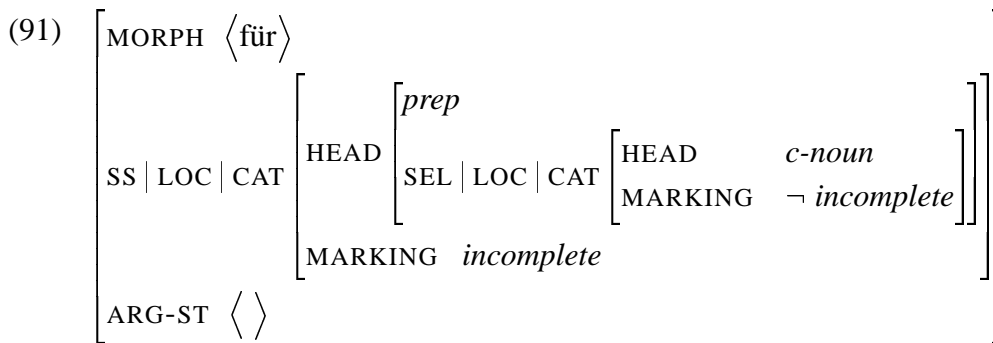 (91) MORPH ⟨für⟩
prep
HEAD SEL | LOC | CAT HEAD c-noun
SS | LOC | CAT MARKING ¬ incomplete
MARKING incomplete
ARG-ST ⟨ ⟩